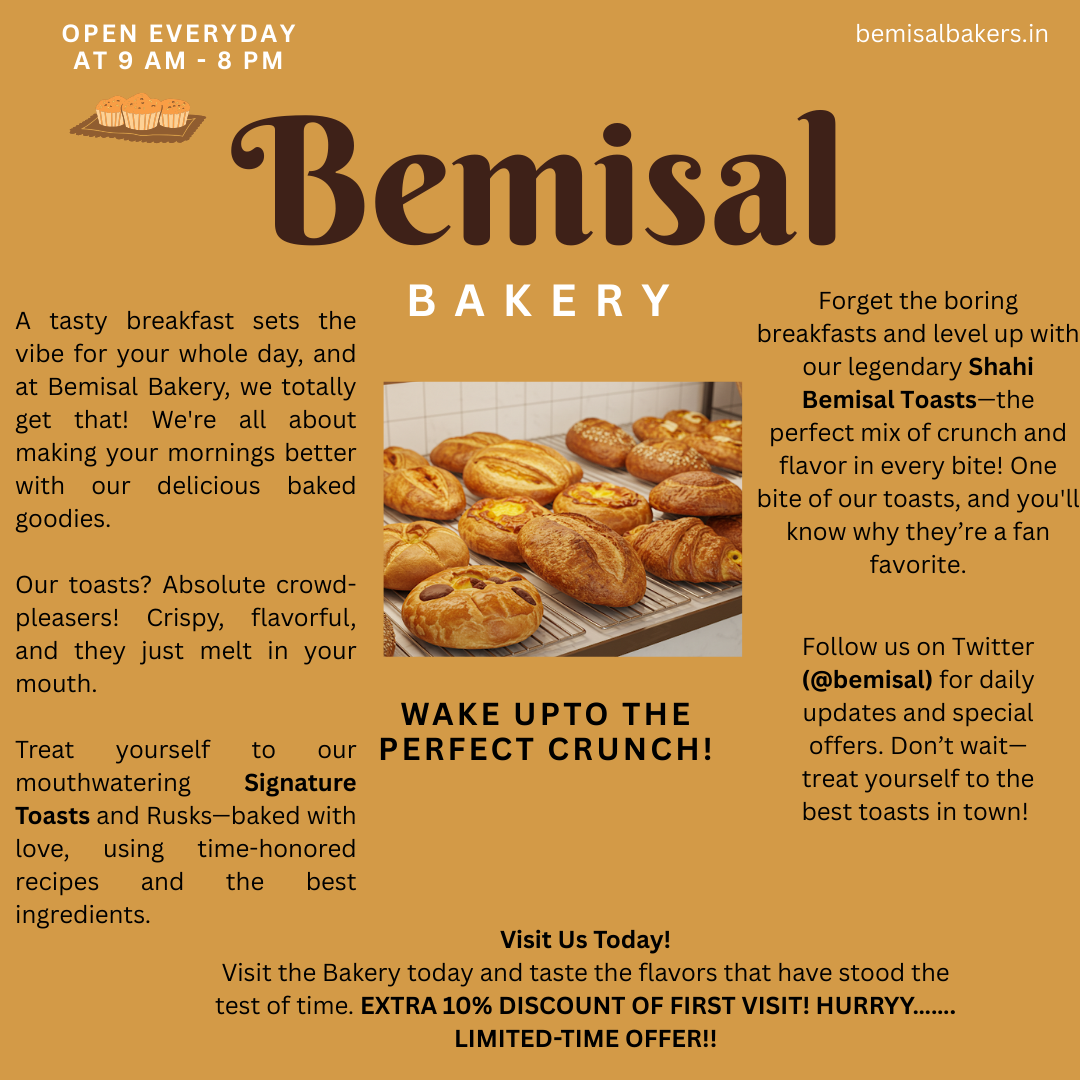 OPEN EVERYDAY
AT 9 AM - 8 PM
bemisalbakers.in
Bemisal
BAKERY
A tasty breakfast sets the
vibe for your whole day, and
at Bemisal Bakery, we totally
get that! We're all about
making your mornings better
with our delicious baked
goodies.
Our toasts? Absolute crowd-
pleasers! Crispy, flavorful,
and they just melt in your
mouth.
Treat yourself to our
mouthwatering Signature
Toasts and Rusks—baked with
love, using time-honored
recipes and the best
ingredients.
WAKE UPTO THE
PERFECT CRUNCH!
Forget the boring
breakfasts and level up with
our legendary Shahi
Bemisal Toasts—the
perfect mix of crunch and
flavor in every bite! One
bite of our toasts, and you'll
know why they’re a fan
favorite.
Follow us on Twitter
(@bemisal) for daily
updates and special
offers. Don’t wait—
treat yourself to the
best toasts in town!
Visit Us Today!
Visit the Bakery today and taste the flavors that have stood the
test of time. EXTRA 10% DISCOUNT OF FIRST VISIT! HURRYY.......
LIMITED-TIME OFFER!!